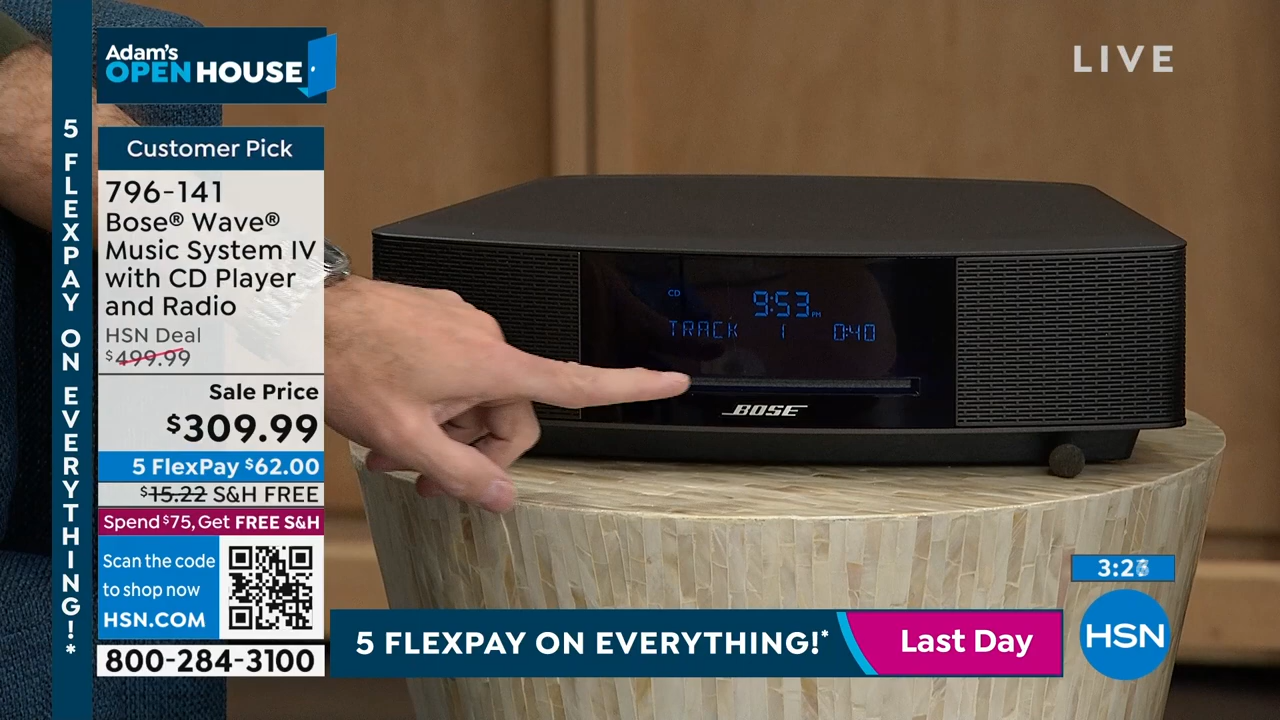 Adam's
OPEN HOUSE
LIVE
5 FLEXPAY ON EVERYTHING!*
Customer Pick
796-141
Bose® Wave®
Music System IV
with CD Player
and Radio
HSN Deal
$499.99
Sale Price
$309.99
5 FlexPay $62.00
$15.22 S&H FREE
Spend $75, Get FREE S&H
Scan the code
to shop now
HSN.COM
800-284-3100
CD
9:53 PM
TRACK 1 0:40
BOSE
5 FLEXPAY ON EVERYTHING!*
Last Day
HSN